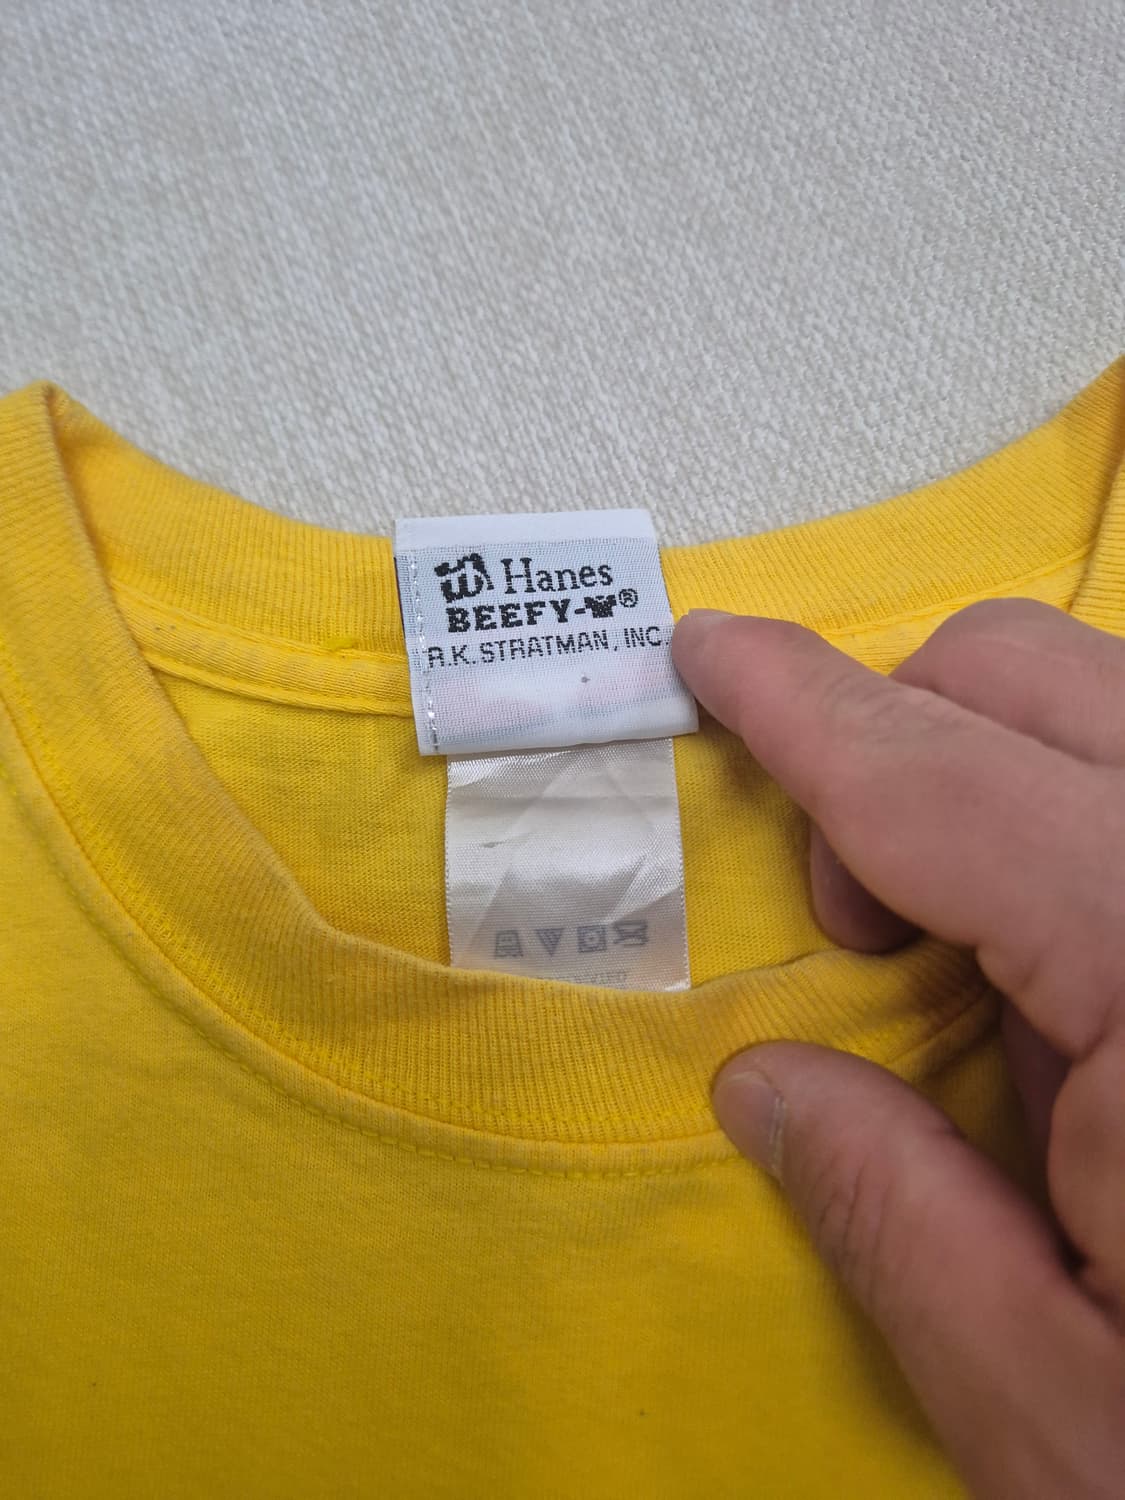 Hanes
BEEFY-®
R.K. STRATMAN, INC.